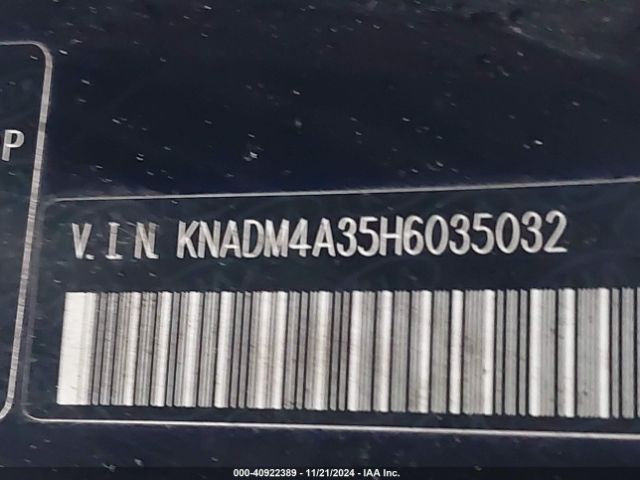 P
V.I.N. KNADM4A35H6035032
000-40922389 - 11/21/2024 - IAA Inc.